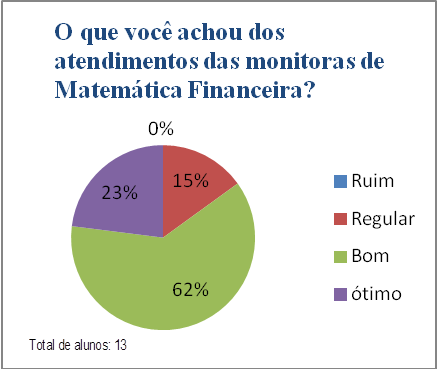 O que você achou dos
atendimentos das monitoras de
Matemática Financeira?
0%
23%
15%
62%
Ruim
Regular
Bom
ótimo
Total de alunos: 13